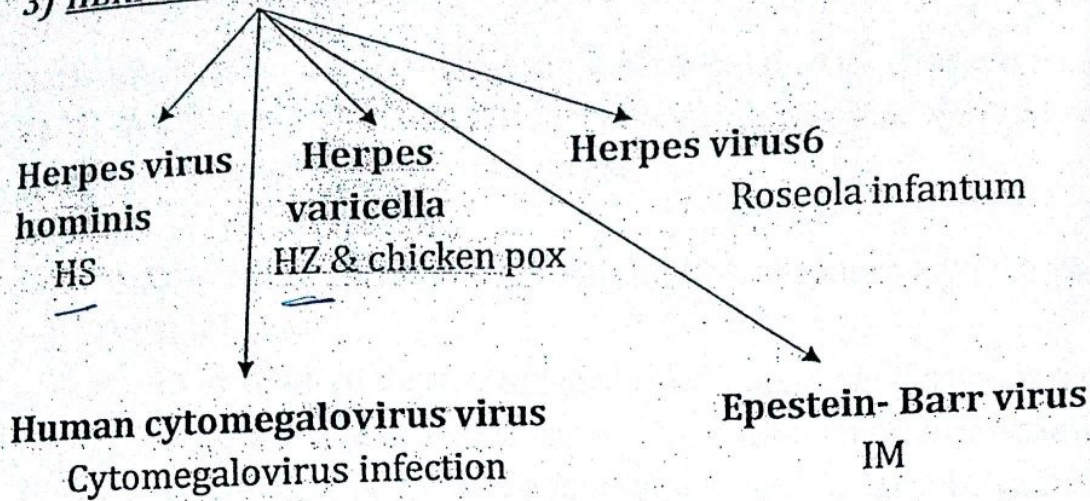 3)
Herpes virus
hominis
HS
Herpes
varicella
HZ & chicken pox
Herpes virus6
Roseola infantum
Human cytomegalovirus virus
Cytomegalovirus infection
Epestein- Barr virus
IM